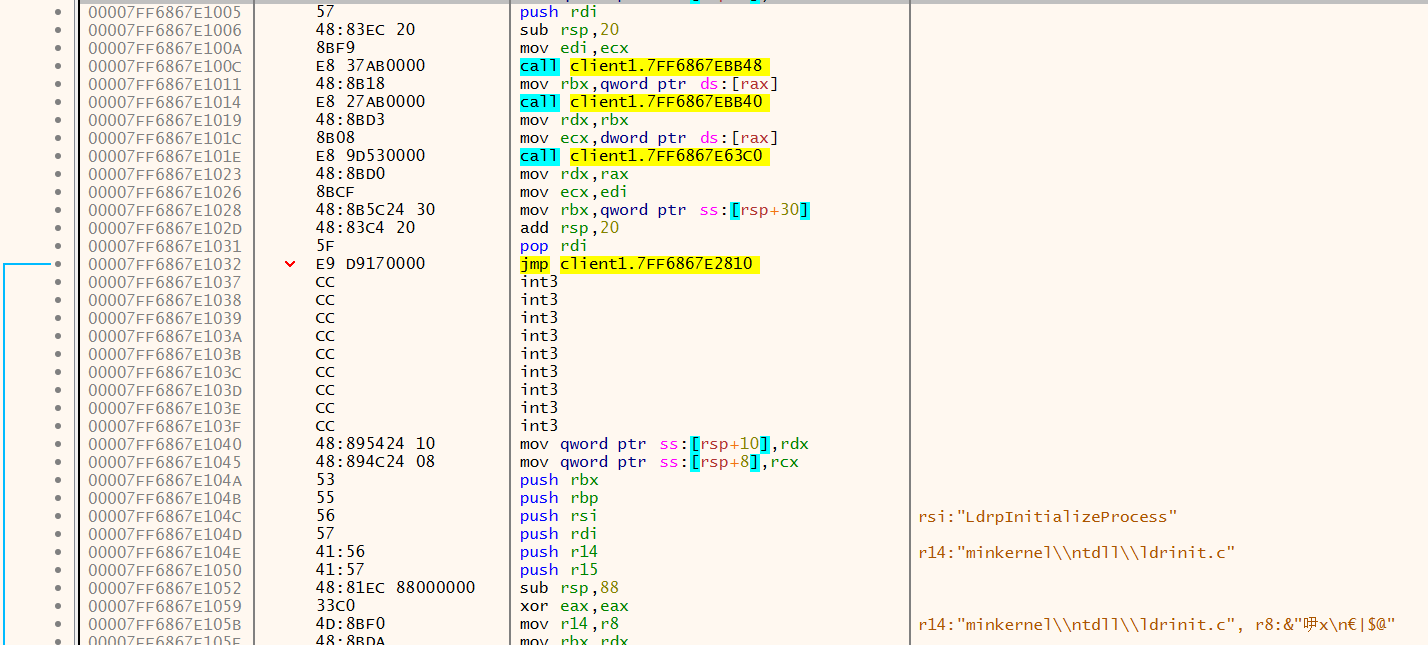 00007FF6867E1005 57 push rdi
00007FF6867E1006 48:83EC 20 sub rsp,20
00007FF6867E100A 8BF9 mov edi,ecx
00007FF6867E100C E8 37AB0000 call client1.7FF6867EBB48
00007FF6867E1011 48:8B18 mov rbx,qword ptr ds:[rax]
00007FF6867E1014 E8 27AB0000 call client1.7FF6867EBB40
00007FF6867E1019 48:8BD3 mov rdx,rbx
00007FF6867E101C 8B08 mov ecx,dword ptr ds:[rax]
00007FF6867E101E E8 9D530000 call client1.7FF6867E63C0
00007FF6867E1023 48:8BD0 mov rdx,rax
00007FF6867E1026 8BCF mov ecx,edi
00007FF6867E1028 48:8B5C24 30 mov rbx,qword ptr ss:[rsp+30]
00007FF6867E102D 48:83C4 20 add rsp,20
00007FF6867E1031 5F pop rdi
00007FF6867E1032 E9 D9170000 jmp client1.7FF6867E2810
00007FF6867E1037 CC int3
00007FF6867E1038 CC int3
00007FF6867E1039 CC int3
00007FF6867E103A CC int3
00007FF6867E103B CC int3
00007FF6867E103C CC int3
00007FF6867E103D CC int3
00007FF6867E103E CC int3
00007FF6867E103F CC int3
00007FF6867E1040 48:895424 10 mov qword ptr ss:[rsp+10],rdx
00007FF6867E1045 48:894C24 08 mov qword ptr ss:[rsp+8],rcx
00007FF6867E104A 53 push rbx
00007FF6867E104B 55 push rbp
00007FF6867E104C 56 push rsi rsi:"LdrpInitializeProcess"
00007FF6867E104D 57 push rdi
00007FF6867E104E 41:56 push r14 r14:"minkernel\\ntdll\\ldrinit.c"
00007FF6867E1050 41:57 push r15
00007FF6867E1052 48:81EC 88000000 sub rsp,88
00007FF6867E1059 33C0 xor eax,eax
00007FF6867E105B 4D:8BF0 mov r14,r8 r14:"minkernel\\ntdll\\ldrinit.c", r8:&"吚x\n€|$@"
00007FF6867E105E 48:8BDA mov rbx,rdx